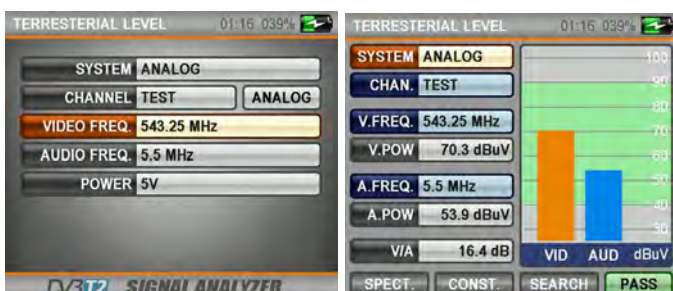 TERRESTERIAL LEVEL 01:16 039%
SYSTEM ANALOG
CHANNEL TEST ANALOG
VIDEO FREQ. 543.25 MHz
AUDIO FREQ. 5.5 MHz
POWER 5V
DVB T2 SIGNAL ANALYZER
TERRESTERIAL LEVEL 01:16 039%
SYSTEM ANALOG
CHAN. TEST
V.FREQ. 543.25 MHz
V.POW 70.3 dBuV
A.FREQ. 5.5 MHz
A.POW 53.9 dBuV
V/A 16.4 dB
100
90
80
70
60
50
40
30
VID AUD dBuV
SPECT. CONST. SEARCH PASS